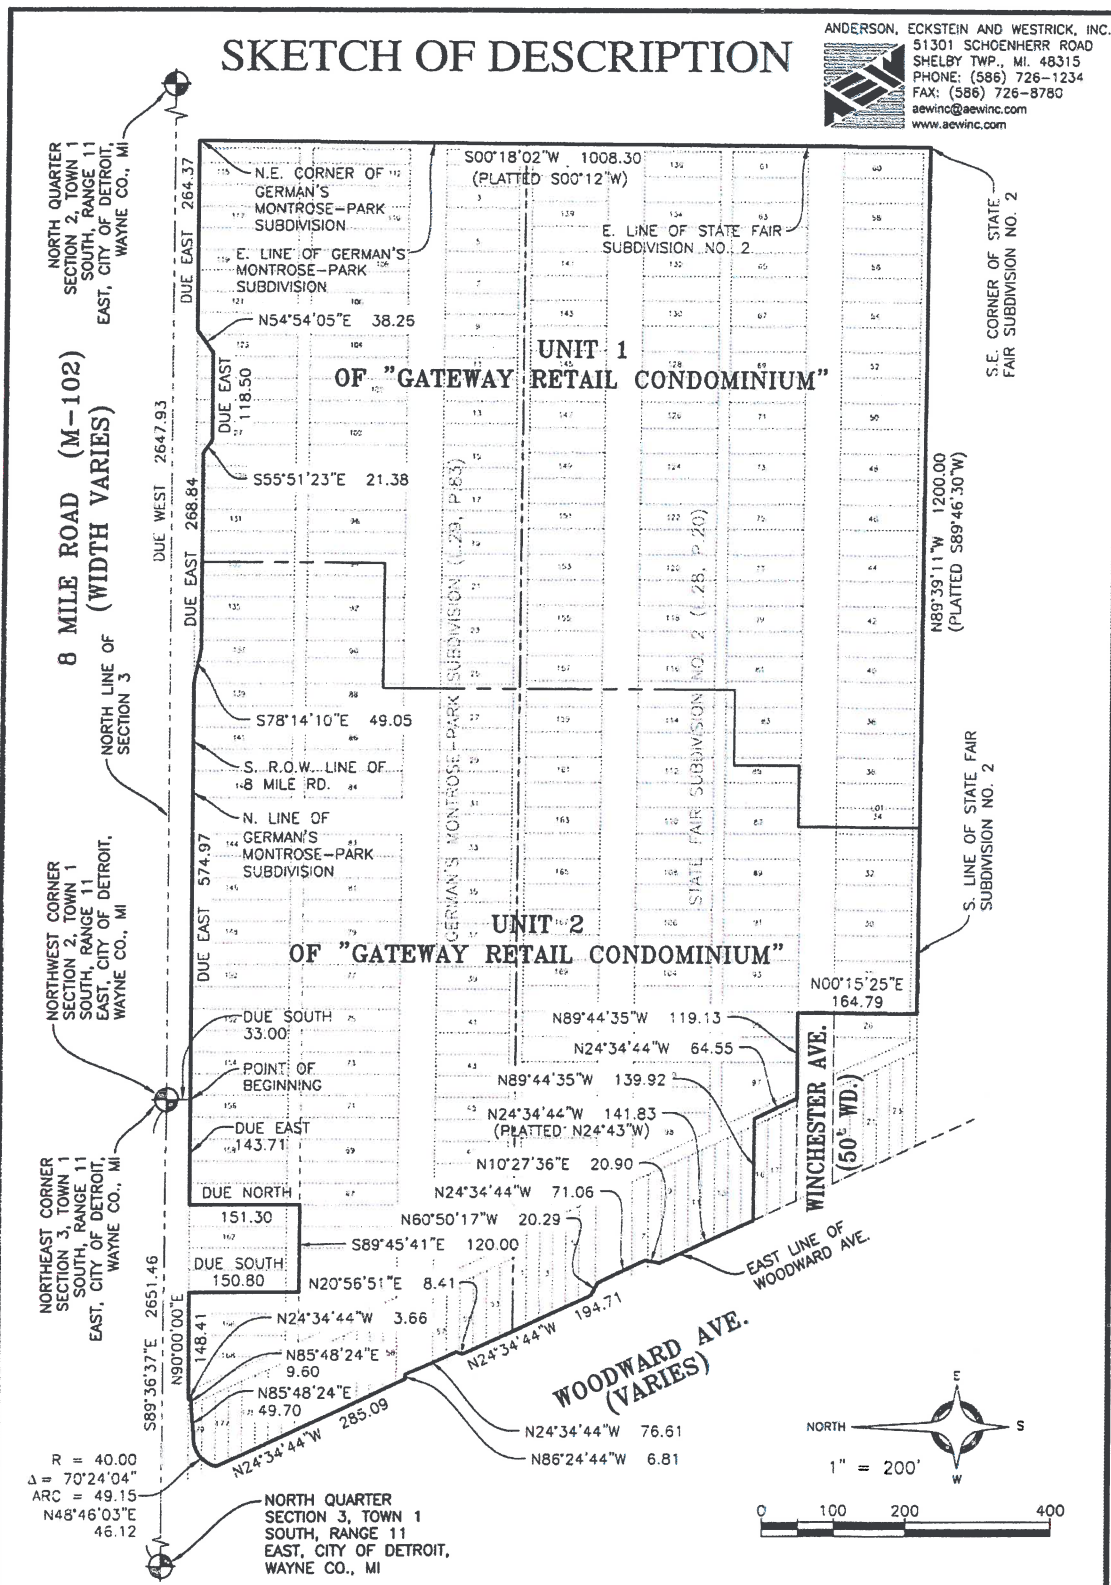 SKETCH OF DESCRIPTION
ANDERSON, ECKSTEIN AND WESTRICK, INC.
51301 SCHOENHERR ROAD
SHELBY TWP., MI. 48315
PHONE: (586) 726-1234
FAX: (586) 726-8780
aewinc@aewinc.com
www.aewinc.com
NORTH QUARTER
SECTION 2, TOWN 1
SOUTH, RANGE 11
EAST, CITY OF DETROIT,
WAYNE CO., MI
DUE EAST 264.37
N.E. CORNER OF
GERMAN'S
MONTROSE-PARK
SUBDIVISION
S00°18'02"W 1008.30
(PLATTED S00°12"W)
E. LINE OF GERMAN'S
MONTROSE-PARK
SUBDIVISION
E. LINE OF STATE FAIR
SUBDIVISION NO. 2
S.E. CORNER OF STATE
FAIR SUBDIVISION NO. 2
N54°54'05"E 38.25
UNIT 1
OF "GATEWAY RETAIL CONDOMINIUM"
DUE EAST
118.50
8 MILE ROAD (M-102)
(WIDTH VARIES)
DUE WEST 2647.93
S55°51'23"E 21.38
DUE EAST 268.84
GERMAN'S MONTROSE-PARK SUBDIVISION (L.29, P.83)
STATE FAIR SUBDIVISION NO. 2 (L.28, P.20)
N89°39'11"W 1200.00
(PLATTED S89°46'30"W)
NORTH LINE OF
SECTION 3
S78°14'10"E 49.05
S. R.O.W. LINE OF
8 MILE RD.
N. LINE OF
GERMAN'S
MONTROSE-PARK
SUBDIVISION
DUE EAST 574.97
S. LINE OF STATE FAIR
SUBDIVISION NO. 2
UNIT 2
OF "GATEWAY RETAIL CONDOMINIUM"
NORTHWEST CORNER
SECTION 2, TOWN 1
SOUTH, RANGE 11
EAST, CITY OF DETROIT,
WAYNE CO., MI
N00°15'25"E
164.79
DUE SOUTH
33.00
N89°44'35"W 119.13
N24°34'44"W 64.55
POINT OF
BEGINNING
N89°44'35"W 139.92
N24°34'44"W 141.83
(PLATTED N24°43"W)
DUE EAST
143.71
N10°27'36"E 20.90
WINCHESTER AVE.
(50' WD.)
NORTHEAST CORNER
SECTION 3, TOWN 1
SOUTH, RANGE 11
EAST, CITY OF DETROIT,
WAYNE CO., MI
DUE NORTH
151.30
N24°34'44"W 71.06
N60°50'17"W 20.29
S89°45'41"E 120.00
EAST LINE OF
WOODWARD AVE.
DUE SOUTH
150.80
N20°56'51"E 8.41
N24°34'44"W 194.71
S89°36'37"E 2651.46
N90°00'00"E
148.41
N24°34'44"W 3.66
N85°48'24"E
9.60
N85°48'24"E
49.70
WOODWARD AVE.
(VARIES)
N24°34'44"W 285.09
N24°34'44"W 76.61
N86°24'44"W 6.81
R = 40.00
Δ = 70°24'04"
ARC = 49.15
N48°46'03"E
46.12
NORTH QUARTER
SECTION 3, TOWN 1
SOUTH, RANGE 11
EAST, CITY OF DETROIT,
WAYNE CO., MI
E
NORTH
S
W
1" = 200'
0 100 200 400